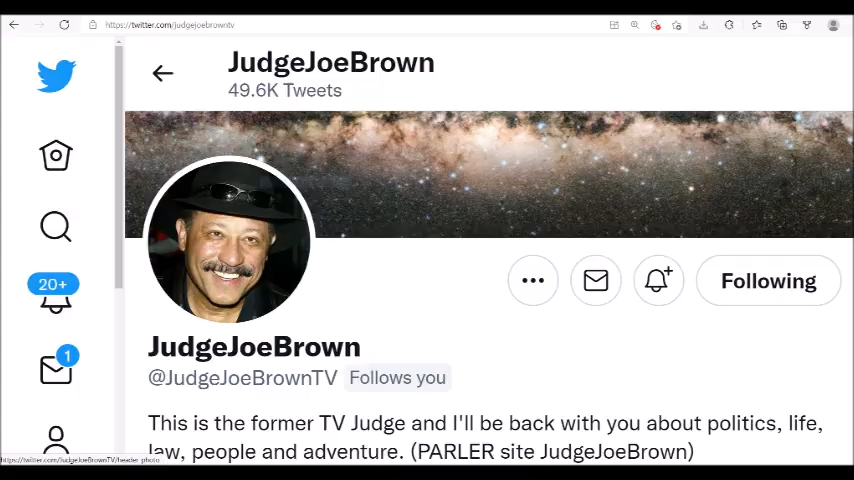 https://twitter.com/judgejoebrowntv
JudgeJoeBrown
49.6K Tweets
20+
Following
1
JudgeJoeBrown
@JudgeJoeBrownTV Follows you
This is the former TV Judge and I'll be back with you about politics, life,
law, people and adventure. (PARLER site JudgeJoeBrown)
https://twitter.com/JudgeJoeBrownTV/header_photo